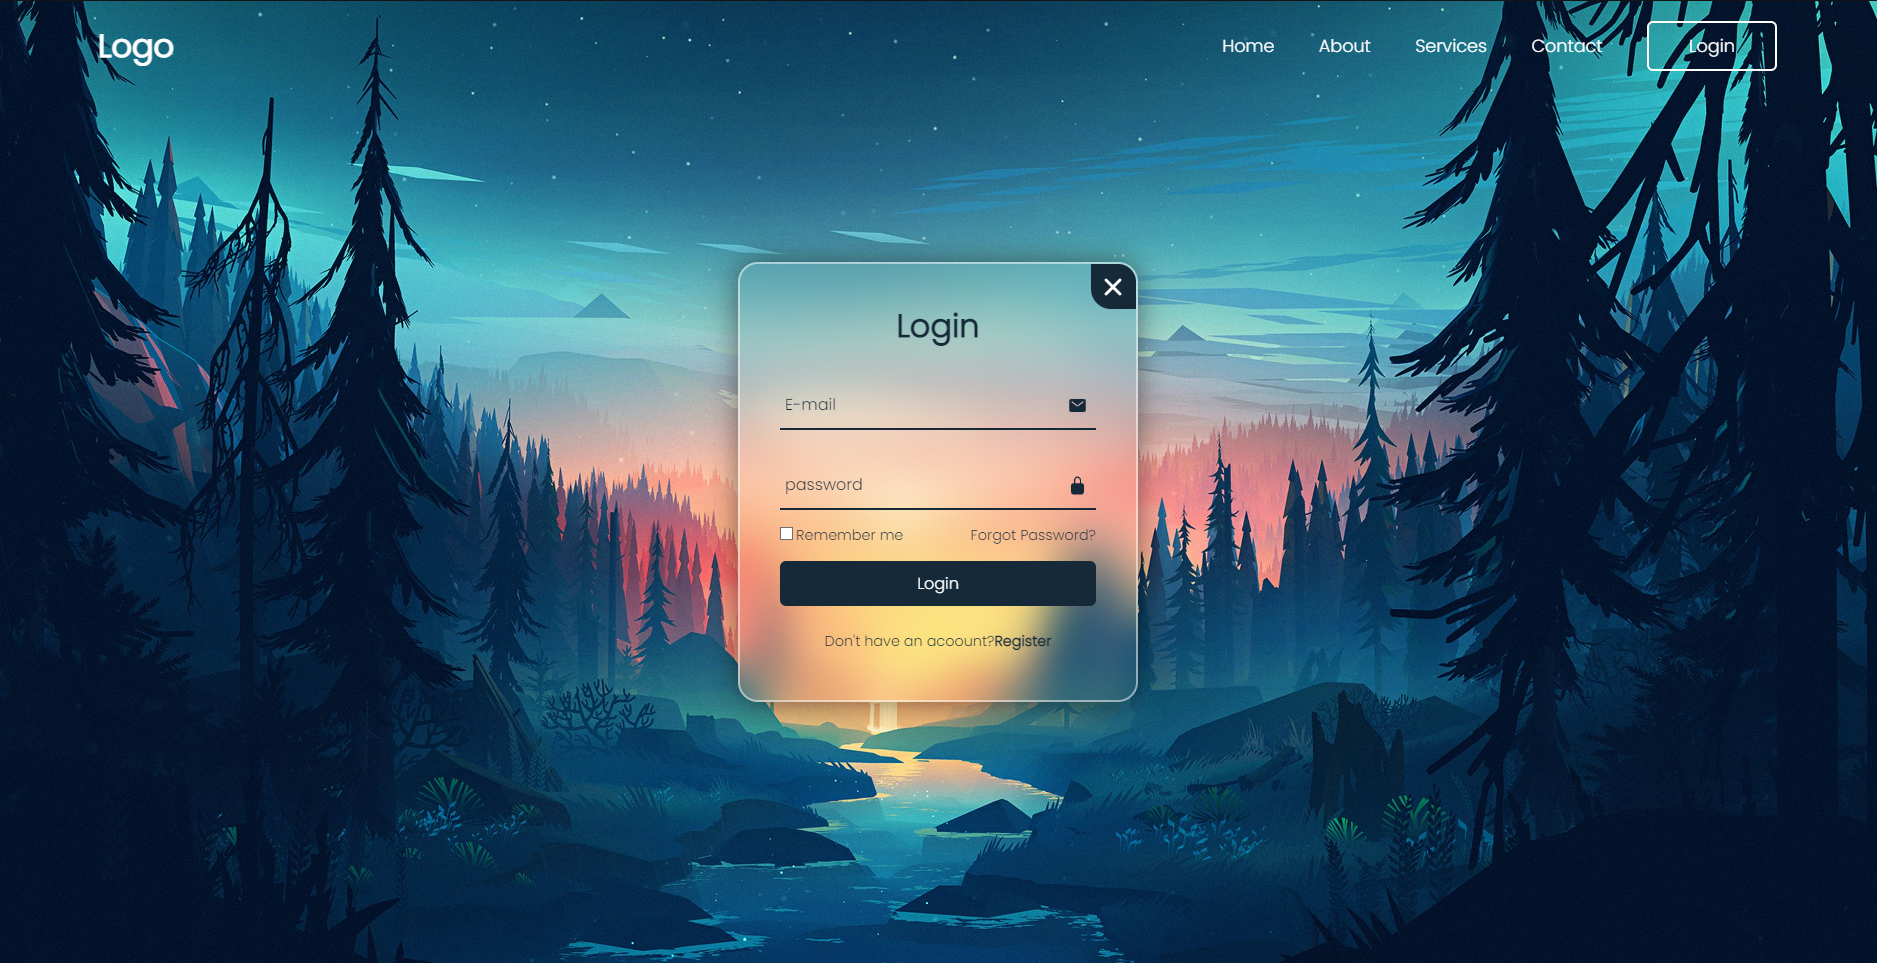 Logo
Home About Services Contact Login
Login
E-mail
password
Remember me Forgot Password?
Login
Don't have an acoount?Register